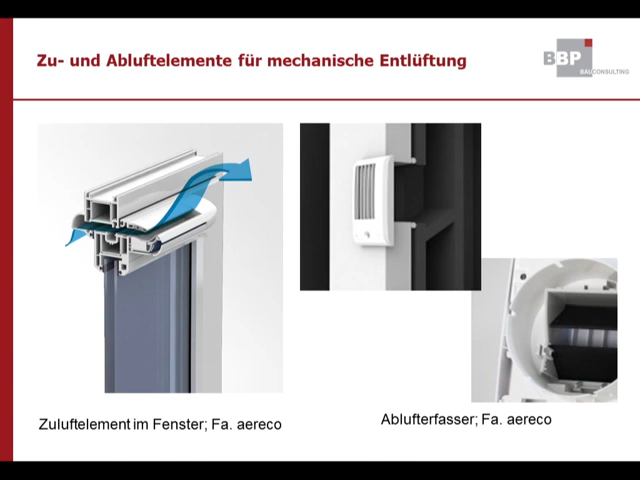 Zu- und Abluftelemente für mechanische Entlüftung
BBP
BAUCONSULTING
Zuluftelement im Fenster; Fa. aereco
Ablufterfasser; Fa. aereco